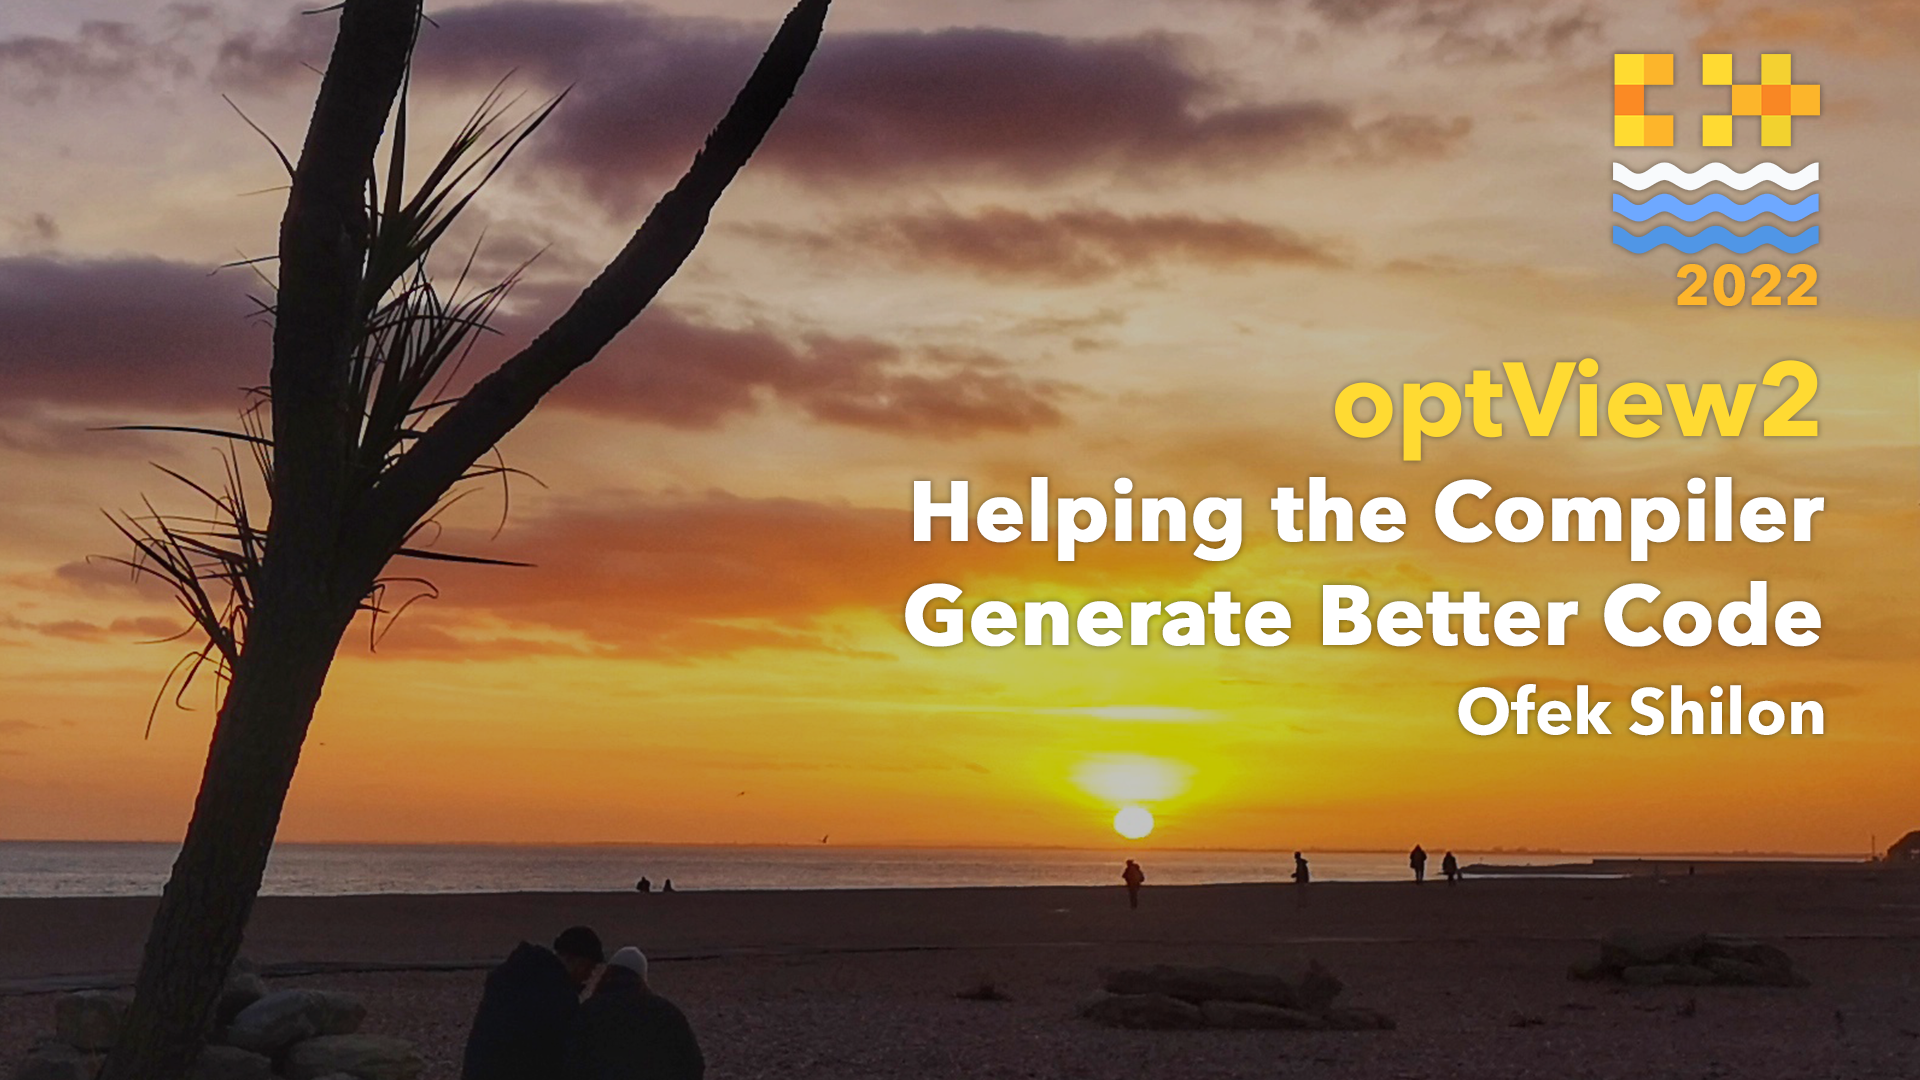 2022
optView2
Helping the Compiler
Generate Better Code
Ofek Shilon